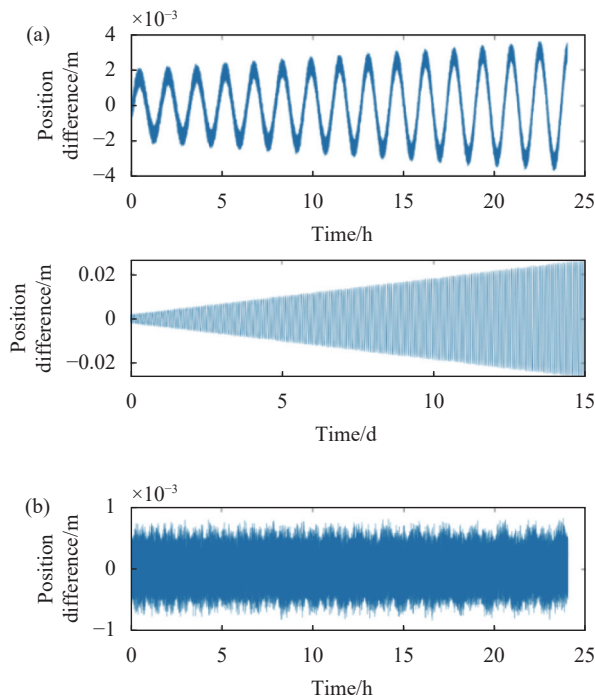 (a)
×10−3
Position
difference/m
4
2
0
−2
−4
0 5 10 15 20 25
Time/h
Position
difference/m
0.02
0
−0.02
0 5 10 15
Time/d
(b)
×10−3
Position
difference/m
1
0
−1
0 5 10 15 20 25
Time/h